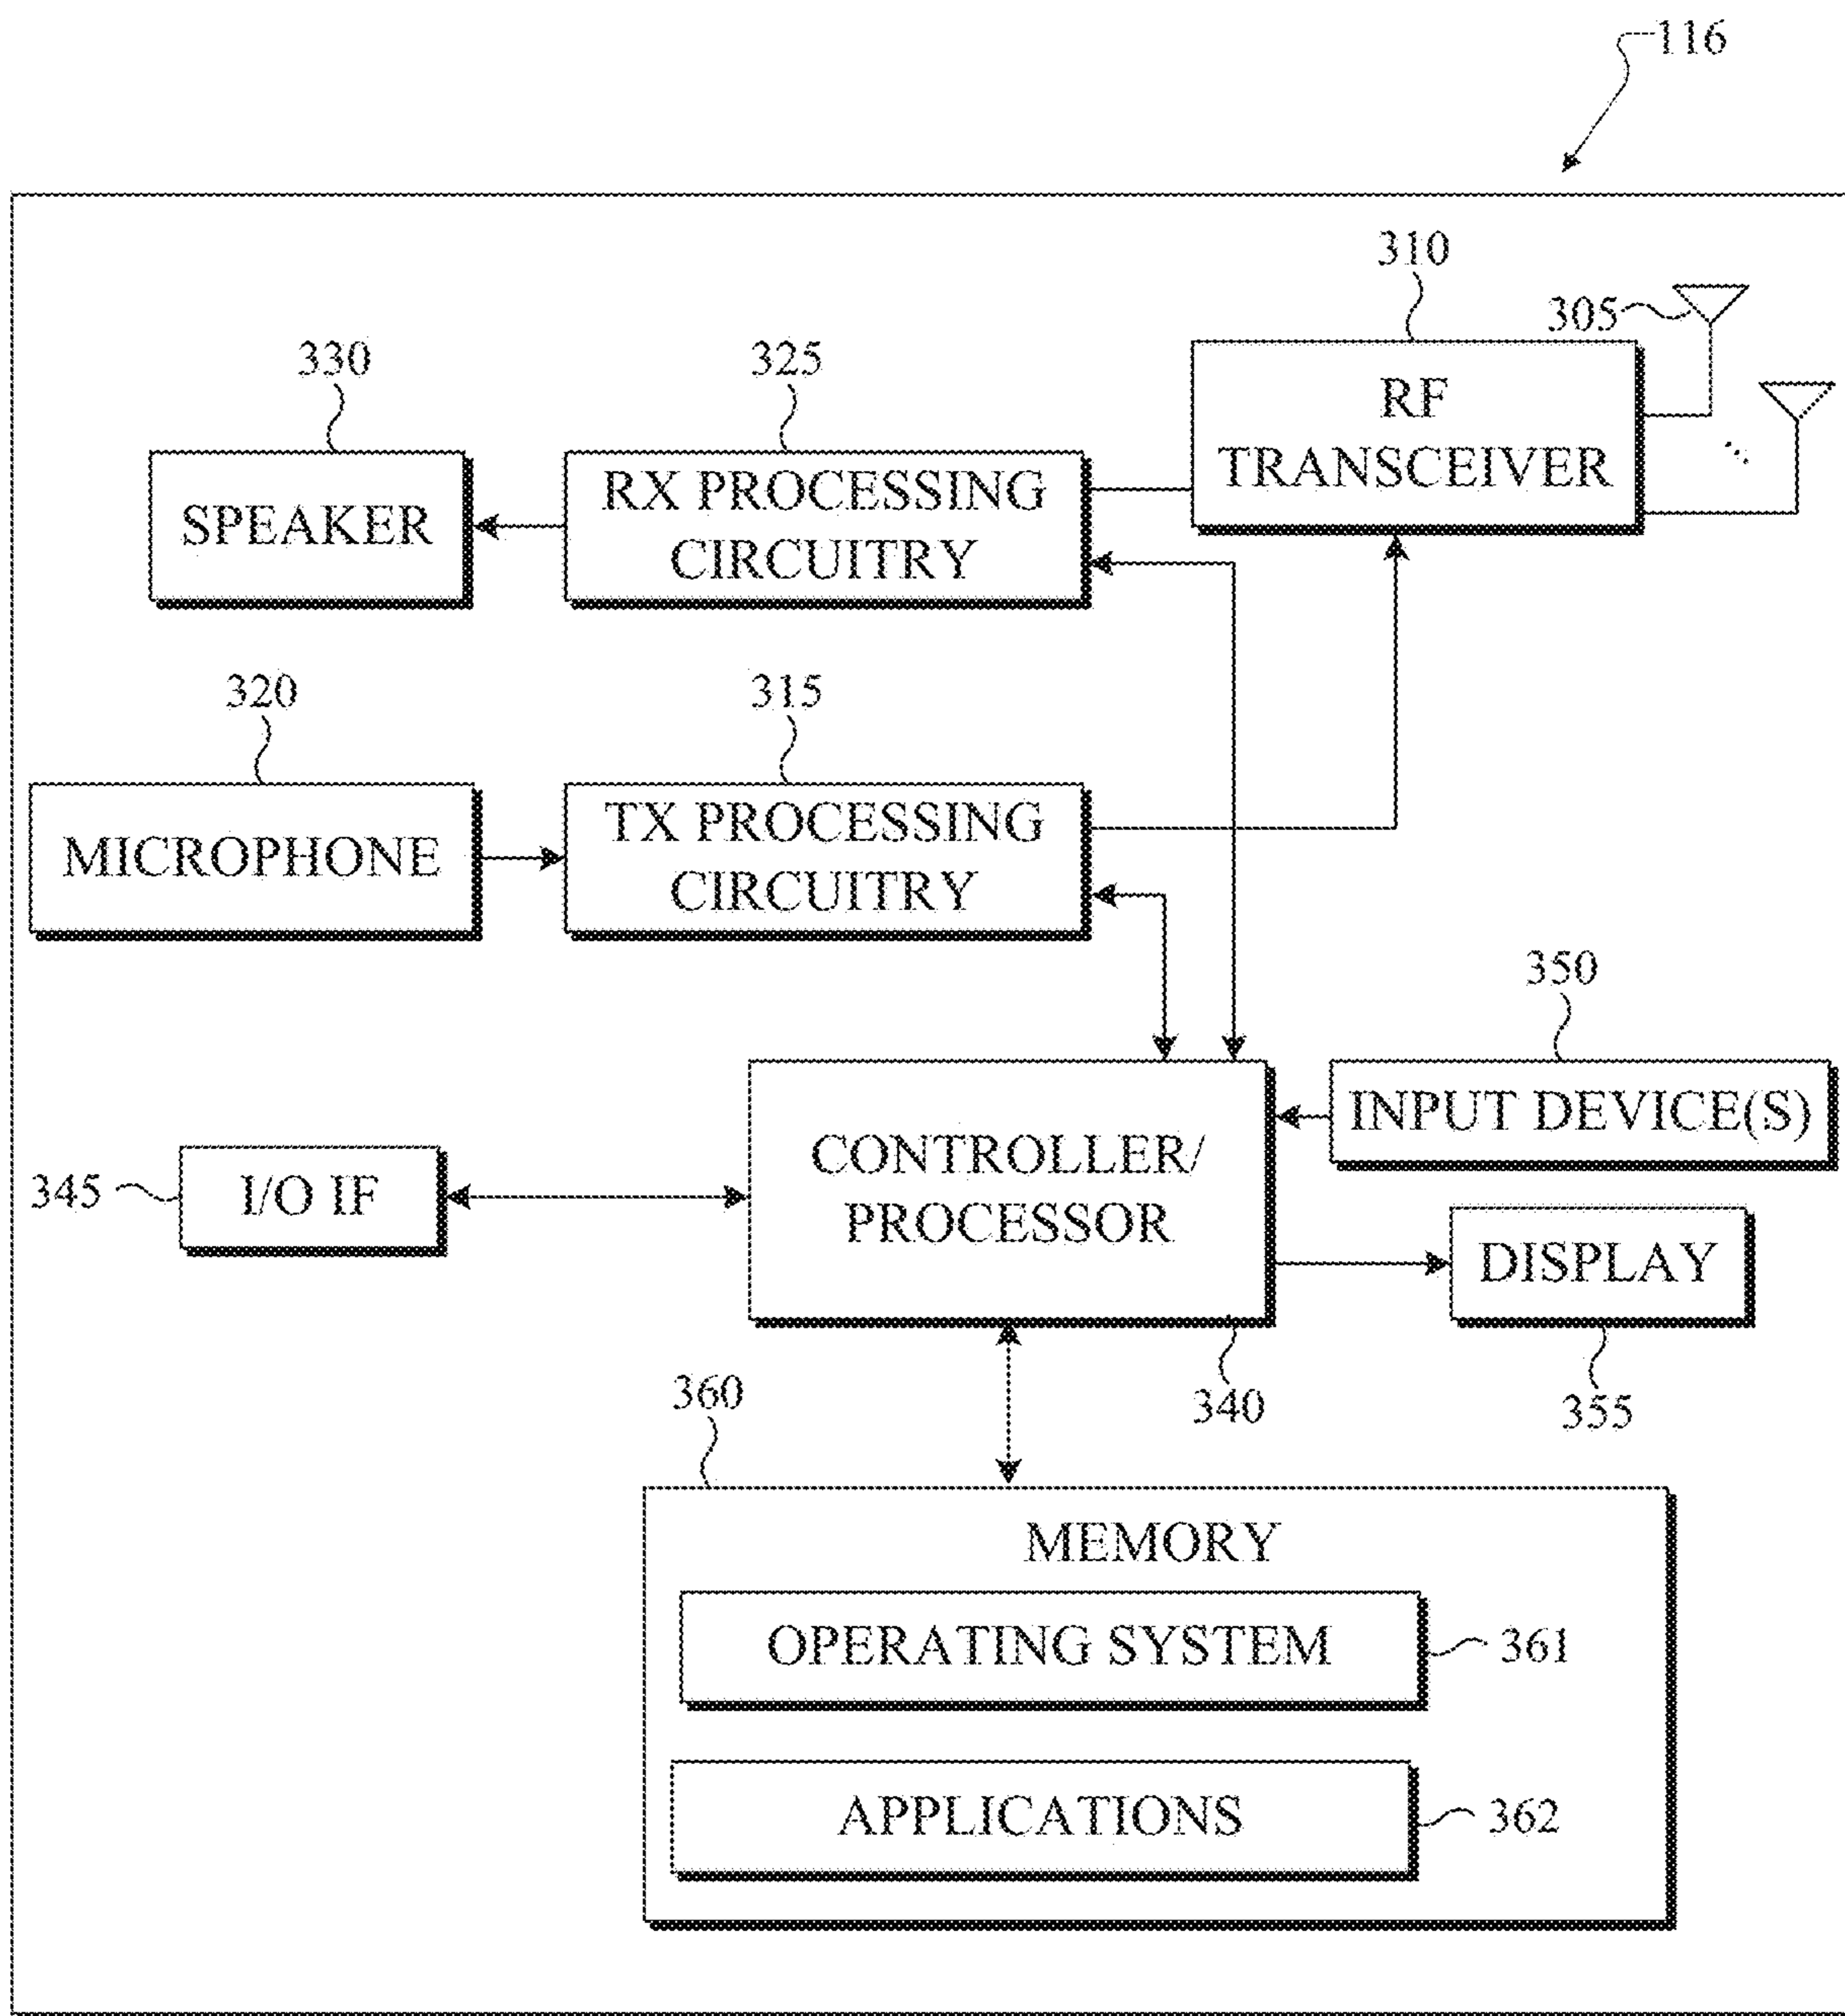 116
310
305
330
325
RF
TRANSCEIVER
SPEAKER
RX PROCESSING
CIRCUITRY
320
315
MICROPHONE
TX PROCESSING
CIRCUITRY
350
INPUT DEVICE(S)
345
I/O IF
CONTROLLER/
PROCESSOR
DISPLAY
360
340
355
MEMORY
OPERATING SYSTEM
361
APPLICATIONS
362